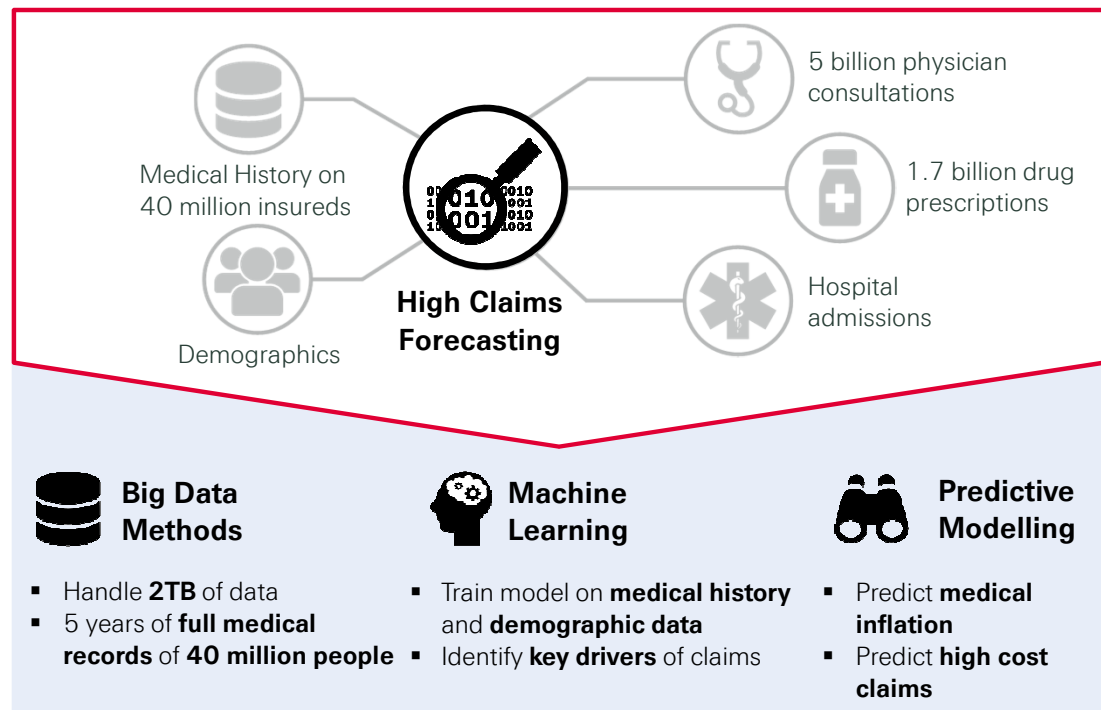 5 billion physician
consultations
Medical History on
40 million insureds
1.7 billion drug
prescriptions
010
001
High Claims
Forecasting
Hospital
admissions
Demographics
Big Data
Methods
▪ Handle 2TB of data
▪ 5 years of full medical
records of 40 million people
Machine
Learning
▪ Train model on medical history
and demographic data
▪ Identify key drivers of claims
Predictive
Modelling
▪ Predict medical
inflation
▪ Predict high cost
claims